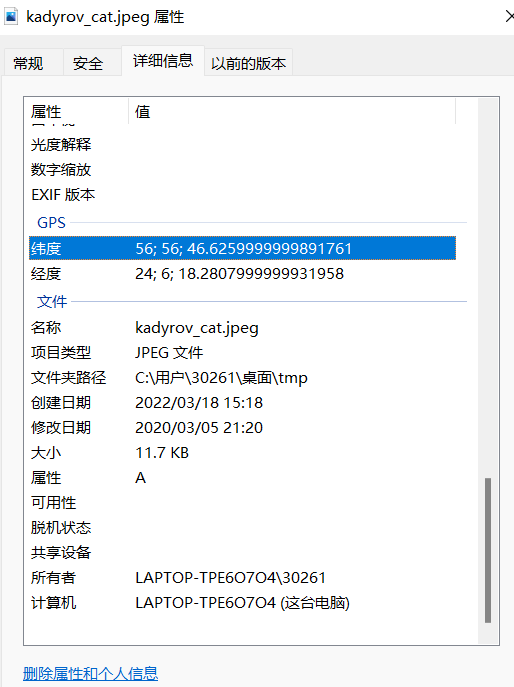 kadyrov_cat.jpeg 属性
常规 安全 详细信息 以前的版本
属性 值
光度解释
数字缩放
EXIF 版本
GPS
纬度 56; 56; 46.6259999999891761
经度 24; 6; 18.2807999999931958
文件
名称 kadyrov_cat.jpeg
项目类型 JPEG 文件
文件夹路径 C:\用户\30261\桌面\tmp
创建日期 2022/03/18 15:18
修改日期 2020/03/05 21:20
大小 11.7 KB
属性 A
可用性
脱机状态
共享设备
所有者 LAPTOP-TPE6O7O4\30261
计算机 LAPTOP-TPE6O7O4 (这台电脑)
删除属性和个人信息